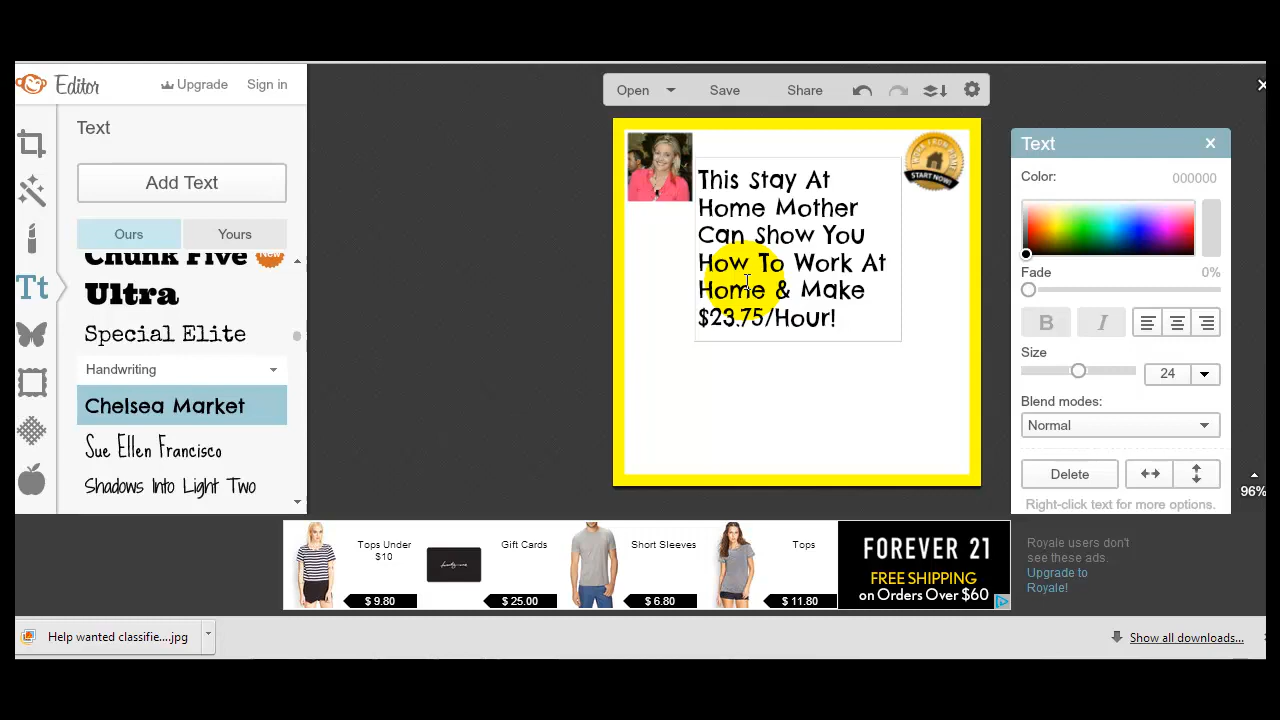 Editor
Upgrade
Sign in
Open
Save
Share
Text
Add Text
Ours
Yours
Chunk Five
New
Ultra
Special Elite
Handwriting
Chelsea Market
Sue Ellen Francisco
Shadows Into Light Two
This Stay At
Home Mother
Can Show You
How To Work At
Home & Make
$23.75/Hour!
WORK FROM HOME
START NOW!
Text
Color:
000000
Fade
0%
B
I
Size
24
Blend modes:
Normal
Delete
Right-click text for more options.
96%
Tops Under
$10
$ 9.80
Gift Cards
$ 25.00
Short Sleeves
$ 6.80
Tops
$ 11.80
FOREVER 21
FREE SHIPPING
on Orders Over $60
Royale users don't
see these ads.
Upgrade to
Royale!
Help wanted classifie....jpg
Show all downloads...
Tt